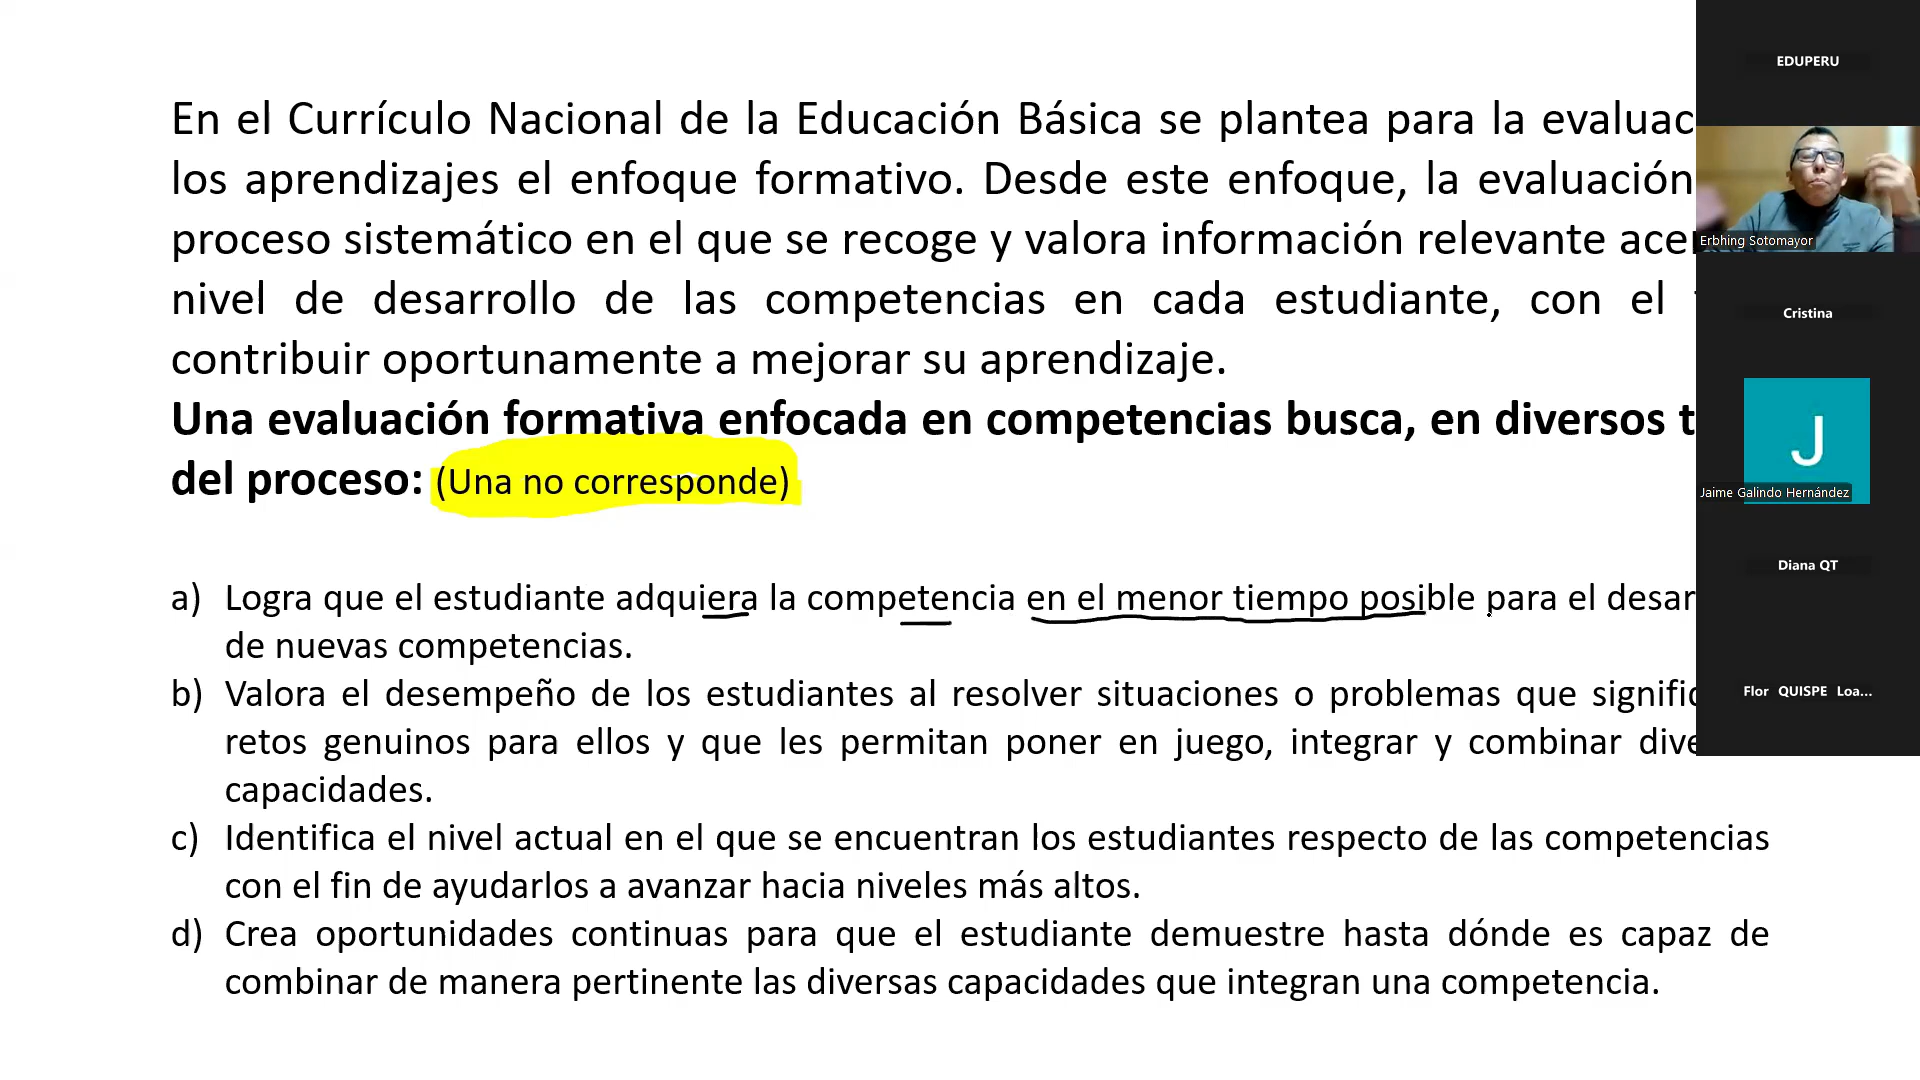 En el Currículo Nacional de la Educación Básica se plantea para la evaluac
los aprendizajes el enfoque formativo. Desde este enfoque, la evaluación
proceso sistemático en el que se recoge y valora información relevante ace
nivel de desarrollo de las competencias en cada estudiante, con el
contribuir oportunamente a mejorar su aprendizaje.
Una evaluación formativa enfocada en competencias busca, en diversos t
del proceso: (Una no corresponde)
a) Logra que el estudiante adquiera la competencia en el menor tiempo posible para el desar
de nuevas competencias.
b) Valora el desempeño de los estudiantes al resolver situaciones o problemas que signific
retos genuinos para ellos y que les permitan poner en juego, integrar y combinar dive
capacidades.
c) Identifica el nivel actual en el que se encuentran los estudiantes respecto de las competencias
con el fin de ayudarlos a avanzar hacia niveles más altos.
d) Crea oportunidades continuas para que el estudiante demuestre hasta dónde es capaz de
combinar de manera pertinente las diversas capacidades que integran una competencia.
EDUPERU
Erbhing Sotomayor
Cristina
J
Jaime Galindo Hernández
Diana QT
Flor QUISPE Loa...